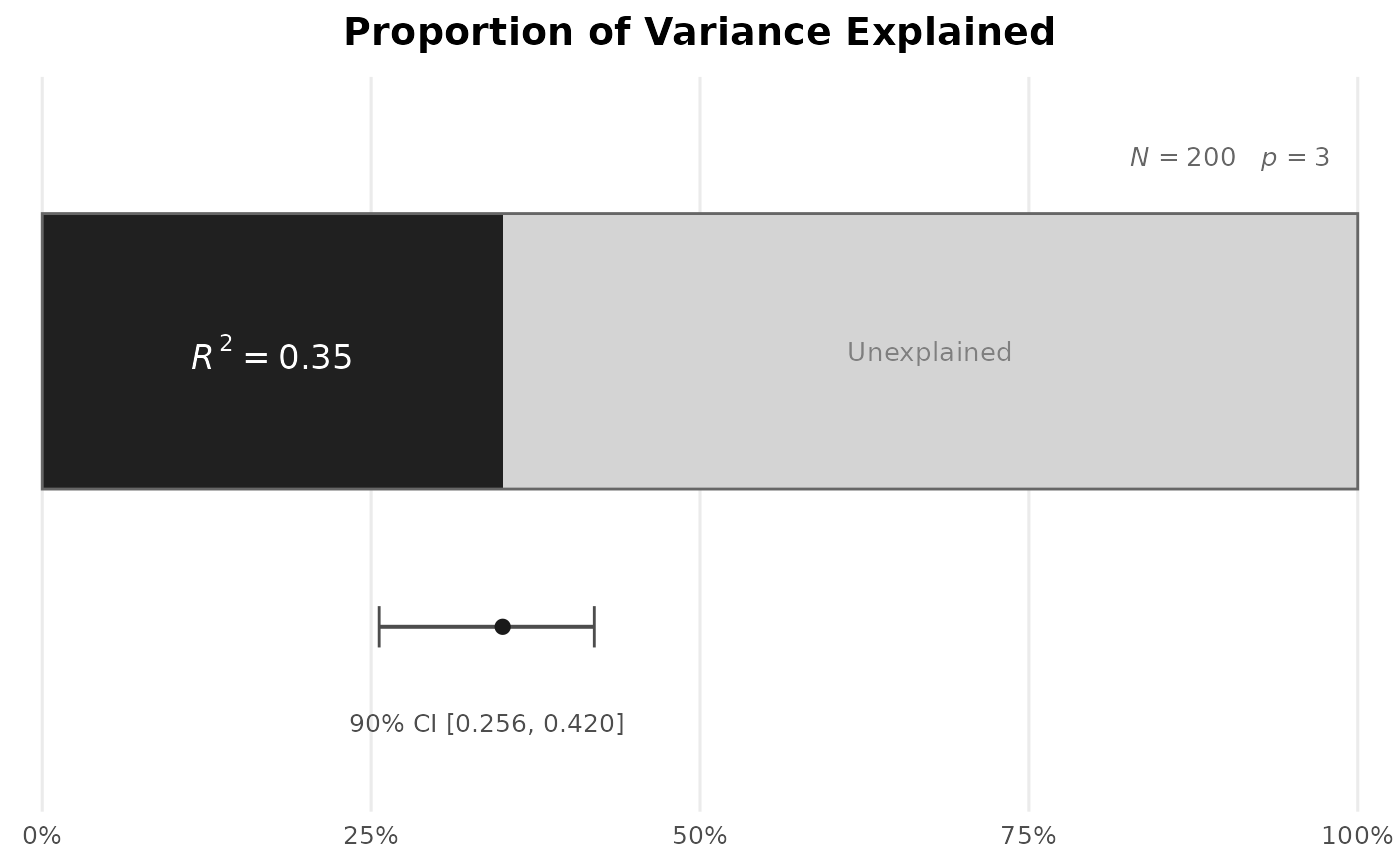 Proportion of Variance Explained
N = 200   p = 3
R² = 0.35
Unexplained
90% CI [0.256, 0.420]
0% 25% 50% 75% 100%